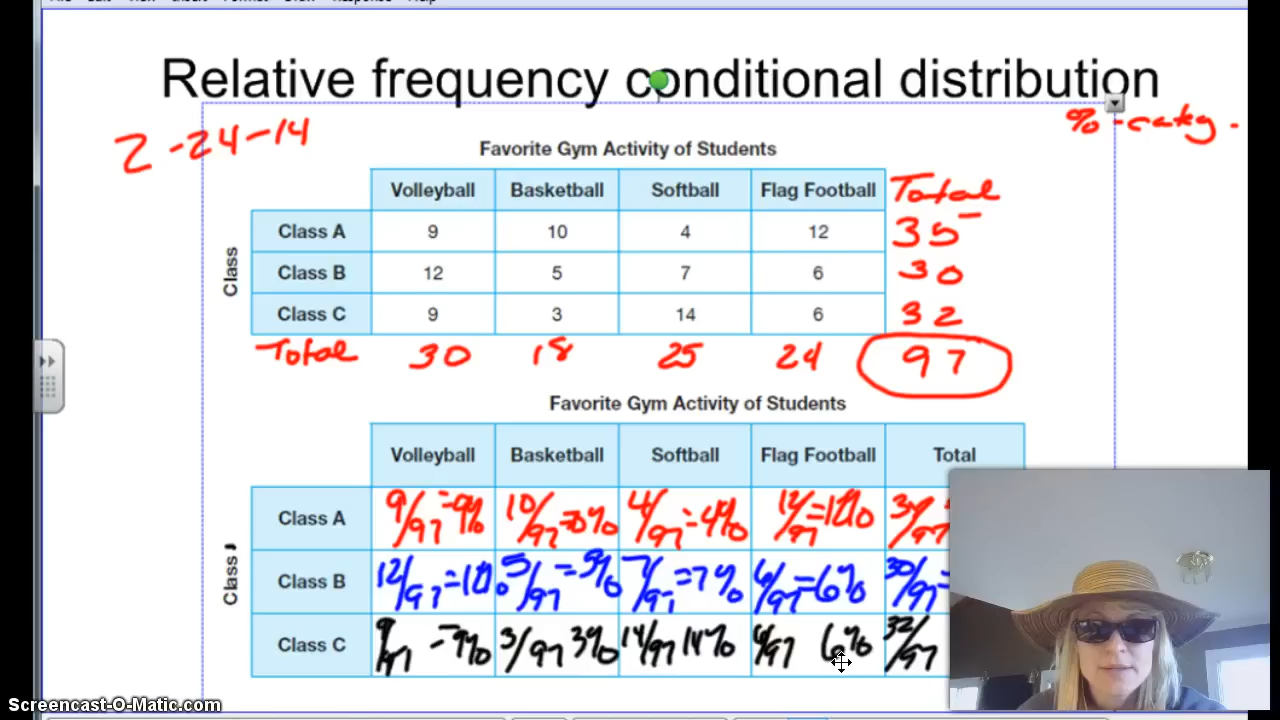 Relative frequency conditional distribution
2-24-14
% - categ.
Favorite Gym Activity of Students
Volleyball Basketball Softball Flag Football Total
Class
Class A 9 10 4 12 35
Class B 12 5 7 6 30
Class C 9 3 14 6 32
Total 30 18 25 24 97
Favorite Gym Activity of Students
Volleyball Basketball Softball Flag Football Total
Class
Class A 9/97 =9% 10/97 4/97 =4% 12/97
Class B 12/97 5/97 =5% 7/97 =7% 6/97 =6% 30/97 =
Class C 9/97 =9% 3/97 3% 14/97 14% 6/97 6% 32/97
Screencast-O-Matic.com